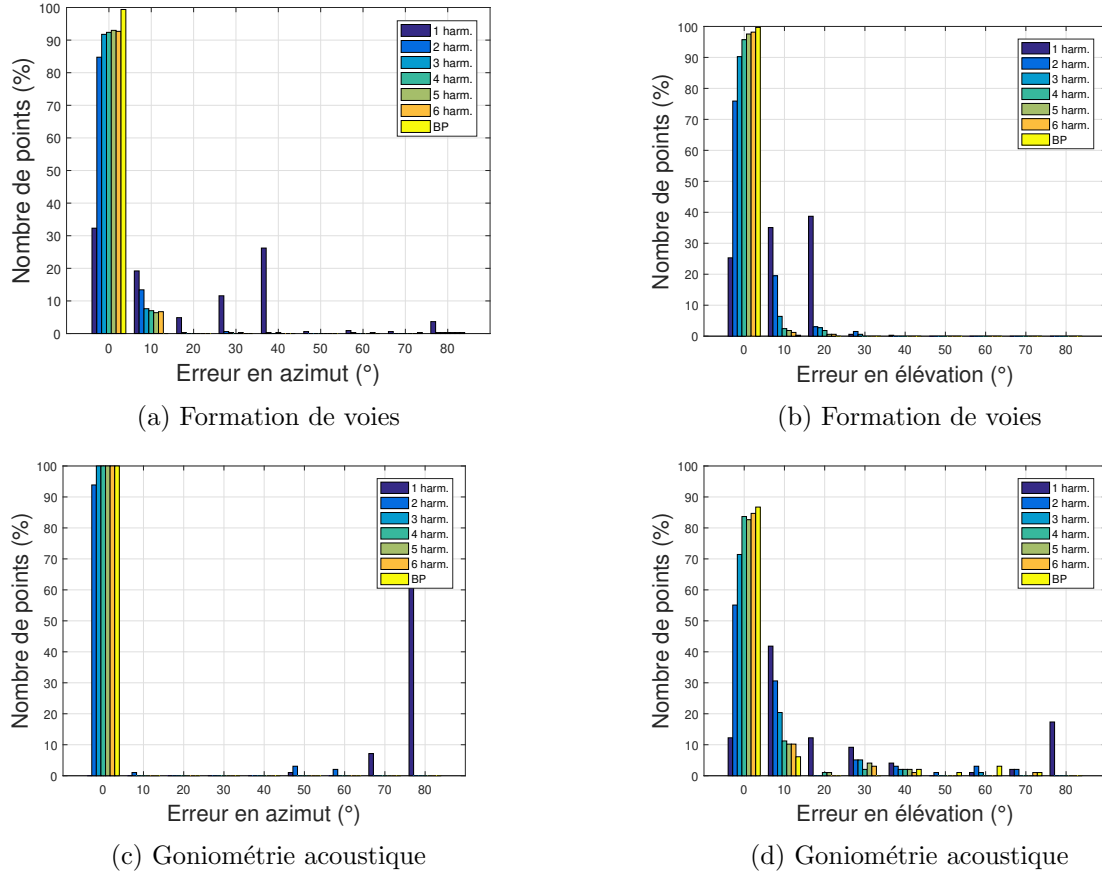 Nombre de points (%)
100
90
80
70
60
50
40
30
20
10
0
0 10 20 30 40 50 60 70 80
Erreur en azimut (°)
1 harm.
2 harm.
3 harm.
4 harm.
5 harm.
6 harm.
BP
(a) Formation de voies
Nombre de points (%)
100
90
80
70
60
50
40
30
20
10
0
0 10 20 30 40 50 60 70 80
Erreur en élévation (°)
1 harm.
2 harm.
3 harm.
4 harm.
5 harm.
6 harm.
BP
(b) Formation de voies
Nombre de points (%)
100
90
80
70
60
50
40
30
20
10
0
0 10 20 30 40 50 60 70 80
Erreur en azimut (°)
1 harm.
2 harm.
3 harm.
4 harm.
5 harm.
6 harm.
BP
(c) Goniométrie acoustique
Nombre de points (%)
100
90
80
70
60
50
40
30
20
10
0
0 10 20 30 40 50 60 70 80
Erreur en élévation (°)
1 harm.
2 harm.
3 harm.
4 harm.
5 harm.
6 harm.
BP
(d) Goniométrie acoustique